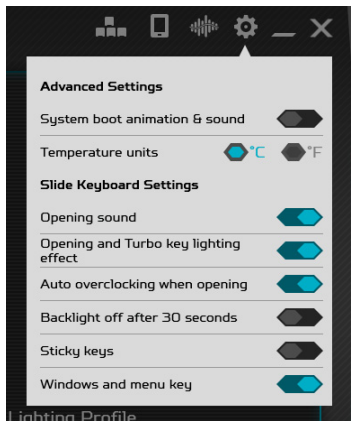 Advanced Settings
System boot animation & sound
Temperature units °C °F
Slide Keyboard Settings
Opening sound
Opening and Turbo key lighting
effect
Auto overclocking when opening
Backlight off after 30 seconds
Sticky keys
Windows and menu key
Lighting Profile